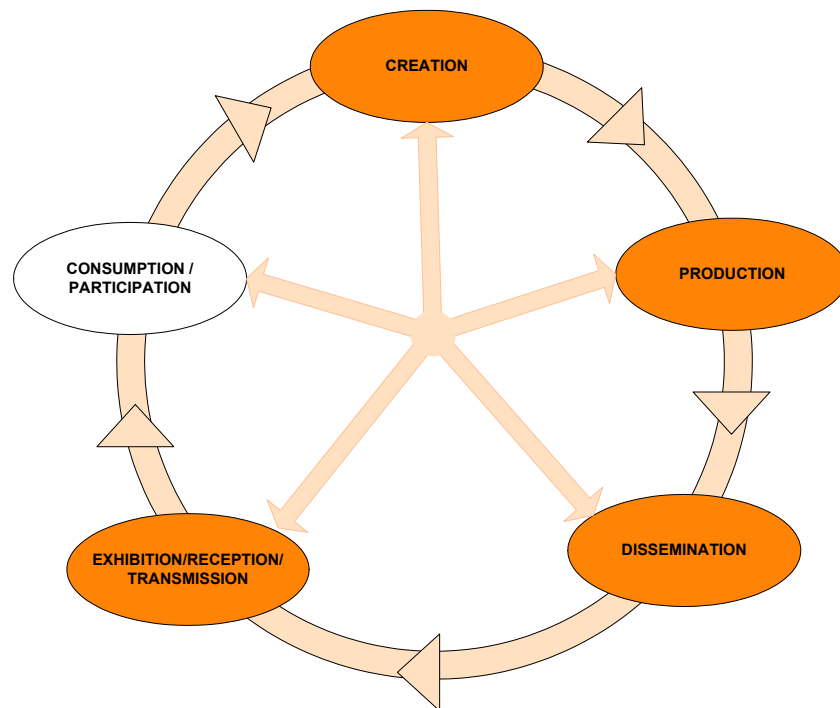 CREATION
PRODUCTION
DISSEMINATION
EXHIBITION/RECEPTION/
TRANSMISSION
CONSUMPTION /
PARTICIPATION